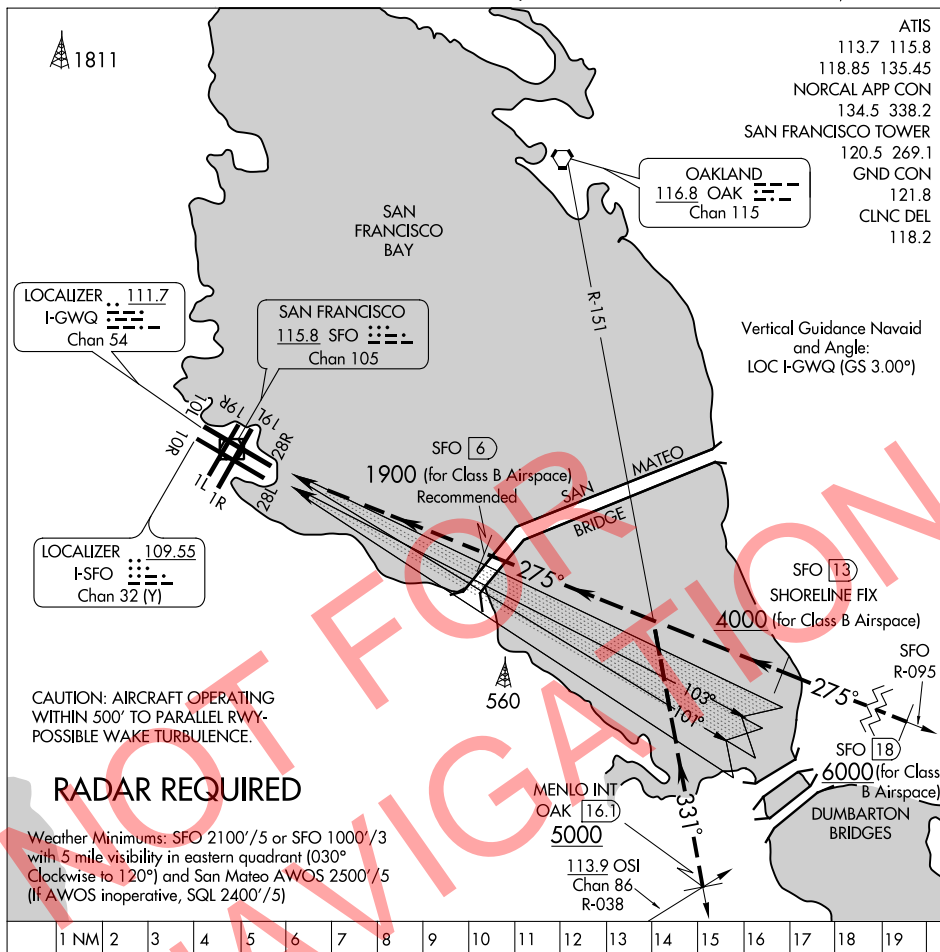 1811
ATIS
113.7 115.8
118.85 135.45
NORCAL APP CON
134.5 338.2
SAN FRANCISCO TOWER
120.5 269.1
GND CON
121.8
CLNC DEL
118.2
OAKLAND
116.8 OAK
Chan 115
SAN
FRANCISCO
BAY
R-151
LOCALIZER 111.7
I-GWQ
Chan 54
SAN FRANCISCO
115.8 SFO
Chan 105
Vertical Guidance Navaid
and Angle:
LOC I-GWQ (GS 3.00°)
10L
19R
19L
10R
28R
1L
1R
28L
SFO 6
1900 (for Class B Airspace)
Recommended
SAN MATEO
BRIDGE
N
LOCALIZER 109.55
I-SFO
Chan 32 (Y)
275°
SFO 13
SHORELINE FIX
4000 (for Class B Airspace)
SFO
R-095
275°
103°
101°
560
CAUTION: AIRCRAFT OPERATING
WITHIN 500' TO PARALLEL RWY-
POSSIBLE WAKE TURBULENCE.
SFO 18
6000 (for Class
B Airspace)
DUMBARTON
BRIDGES
RADAR REQUIRED
MENLO INT
OAK 16.1
5000
331°
113.9 OSI
Chan 86
R-038
Weather Minimums: SFO 2100'/5 or SFO 1000'/3
with 5 mile visibility in eastern quadrant (030°
Clockwise to 120°) and San Mateo AWOS 2500'/5
(If AWOS inoperative, SQL 2400'/5)
1 NM 2 3 4 5 6 7 8 9 10 11 12 13 14 15 16 17 18 19 20
NOT FOR
NAVIGATION